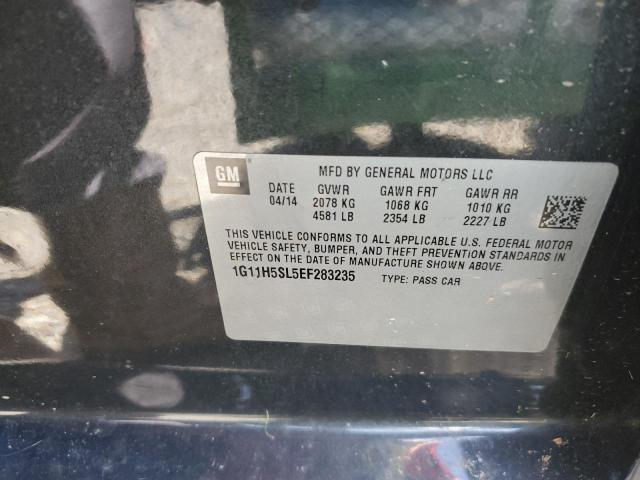 GM
MFD BY GENERAL MOTORS LLC
DATE GVWR GAWR FRT GAWR RR
04/14 2078 KG 1068 KG 1010 KG
4581 LB 2354 LB 2227 LB
THIS VEHICLE CONFORMS TO ALL APPLICABLE U.S. FEDERAL MOTOR
VEHICLE SAFETY, BUMPER, AND THEFT PREVENTION STANDARDS IN
EFFECT ON THE DATE OF MANUFACTURE SHOWN ABOVE.
1G11H5SL5EF283235 TYPE: PASS CAR